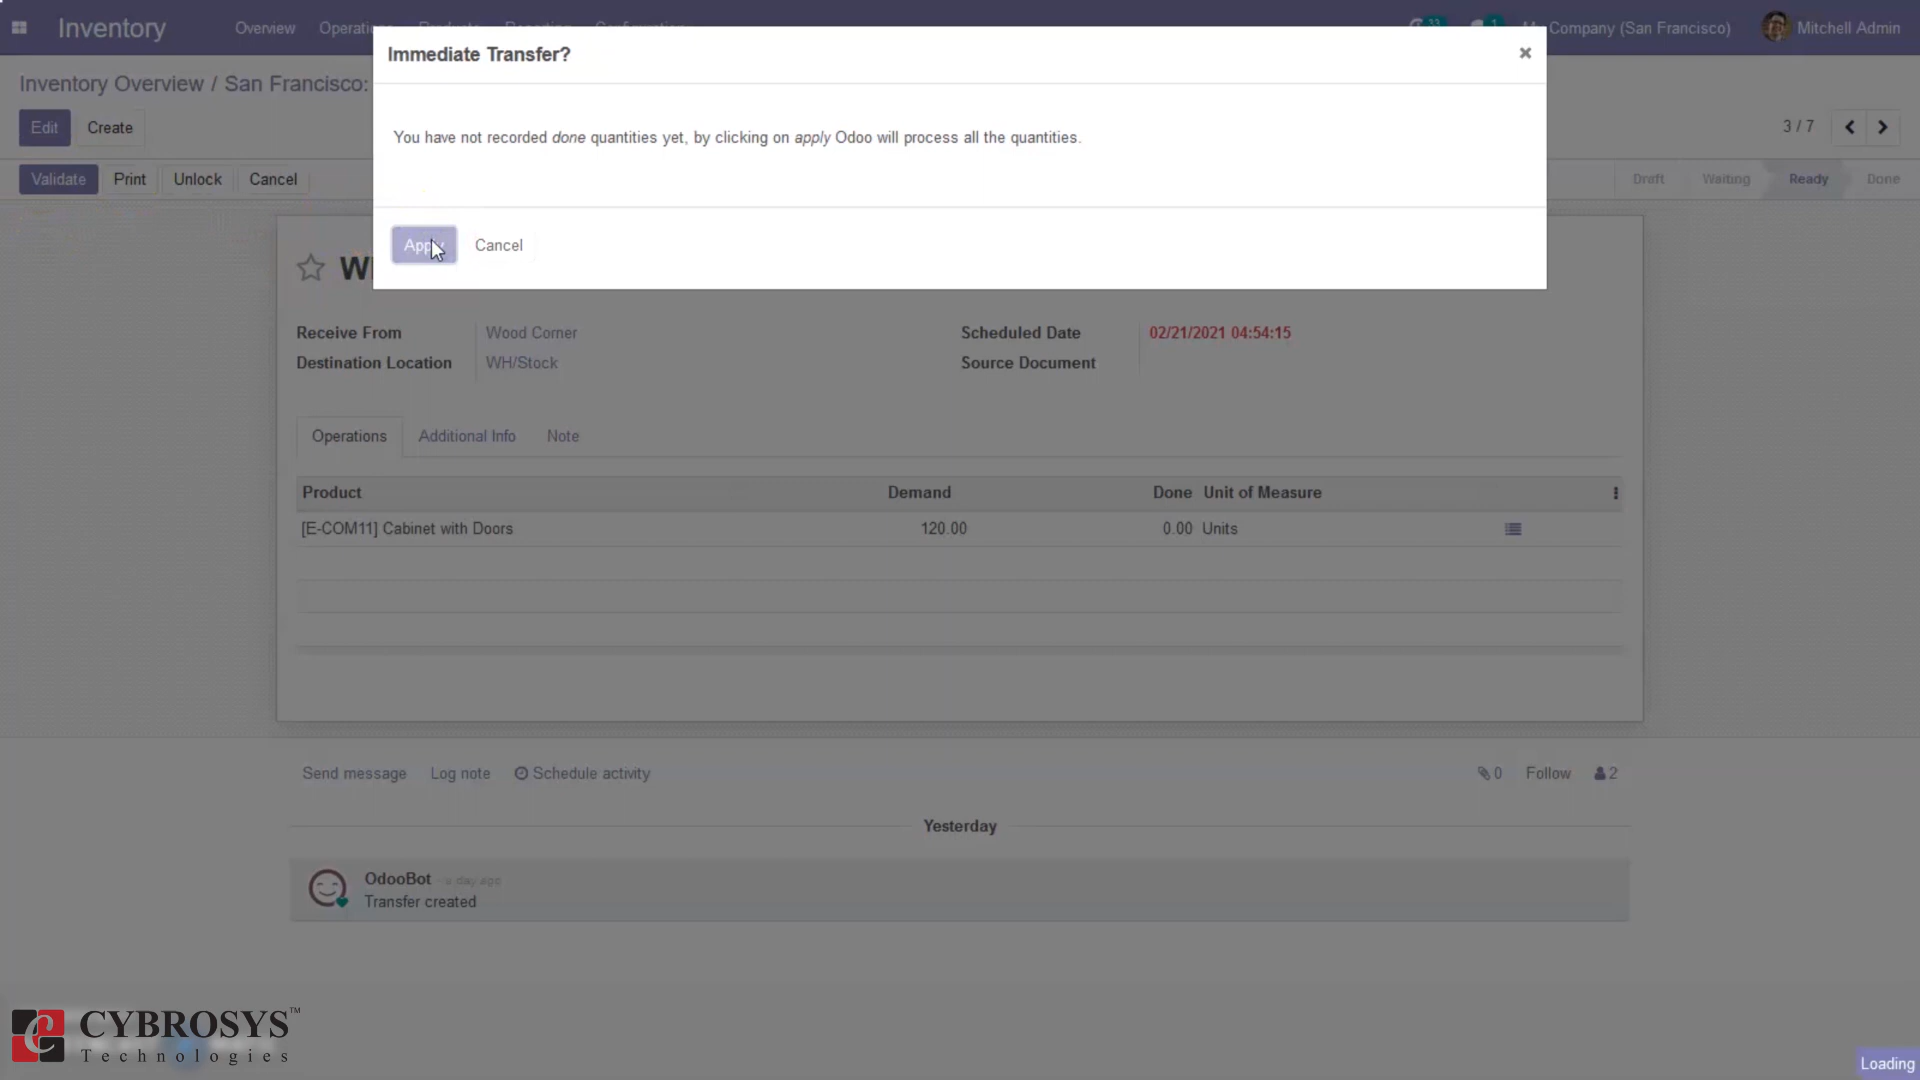 Inventory
Overview
Immediate Transfer?
Company (San Francisco)
Mitchell Admin
Inventory Overview / San Francisco:
Edit
Create
You have not recorded done quantities yet, by clicking on apply Odoo will process all the quantities.
3 / 7
Validate
Print
Unlock
Cancel
Draft
Waiting
Ready
Done
Cancel
Receive From
Wood Corner
Scheduled Date
02/21/2021 04:54:15
Destination Location
WH/Stock
Source Document
Operations
Additional Info
Note
Product
Demand
Done
Unit of Measure
[E-COM11] Cabinet with Doors
120.00
0.00
Units
Send message
Log note
Schedule activity
0
Follow
2
Yesterday
OdooBot - a day ago
Transfer created
CYBROSYS™
Technologies
Loading